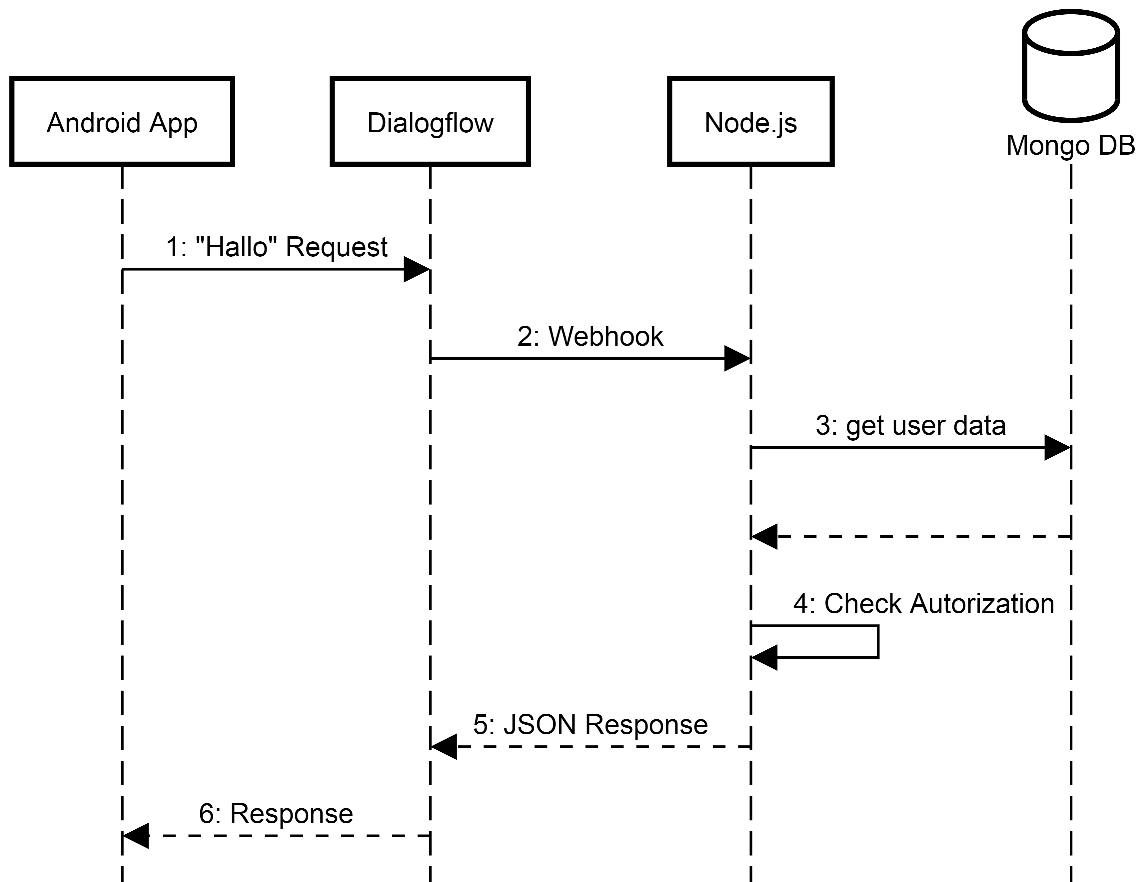 Android App
Dialogflow
Node.js
Mongo DB
1: "Hallo" Request
2: Webhook
3: get user data
4: Check Autorization
5: JSON Response
6: Response